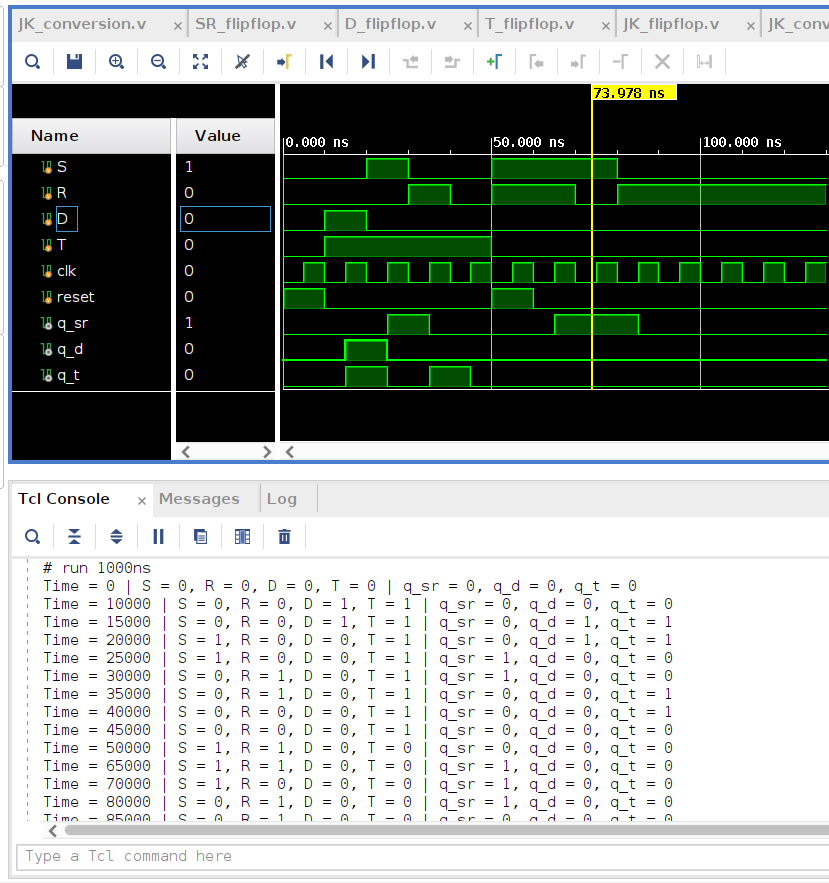 JK_conversion.v × SR_flipflop.v × D_flipflop.v × T_flipflop.v × JK_flipflop.v × JK_conv
73.978 ns
Name Value 0.000 ns 50.000 ns 100.000 ns
S 1
R 0
D 0
T 0
clk 0
reset 0
q_sr 1
q_d 0
q_t 0
Tcl Console × Messages Log
# run 1000ns
Time = 0 | S = 0, R = 0, D = 0, T = 0 | q_sr = 0, q_d = 0, q_t = 0
Time = 10000 | S = 0, R = 0, D = 1, T = 1 | q_sr = 0, q_d = 0, q_t = 0
Time = 15000 | S = 0, R = 0, D = 1, T = 1 | q_sr = 0, q_d = 1, q_t = 1
Time = 20000 | S = 1, R = 0, D = 0, T = 1 | q_sr = 0, q_d = 1, q_t = 1
Time = 25000 | S = 1, R = 0, D = 0, T = 1 | q_sr = 1, q_d = 0, q_t = 0
Time = 30000 | S = 0, R = 1, D = 0, T = 1 | q_sr = 1, q_d = 0, q_t = 0
Time = 35000 | S = 0, R = 1, D = 0, T = 1 | q_sr = 0, q_d = 0, q_t = 1
Time = 40000 | S = 0, R = 0, D = 0, T = 1 | q_sr = 0, q_d = 0, q_t = 1
Time = 45000 | S = 0, R = 0, D = 0, T = 1 | q_sr = 0, q_d = 0, q_t = 0
Time = 50000 | S = 1, R = 1, D = 0, T = 0 | q_sr = 0, q_d = 0, q_t = 0
Time = 65000 | S = 1, R = 1, D = 0, T = 0 | q_sr = 1, q_d = 0, q_t = 0
Time = 70000 | S = 1, R = 0, D = 0, T = 0 | q_sr = 1, q_d = 0, q_t = 0
Time = 80000 | S = 0, R = 1, D = 0, T = 0 | q_sr = 1, q_d = 0, q_t = 0
Time = 85000 | S = 0, R = 1, D = 0, T = 0 | q_sr = 0, q_d = 0, q_t = 0
Type a Tcl command here